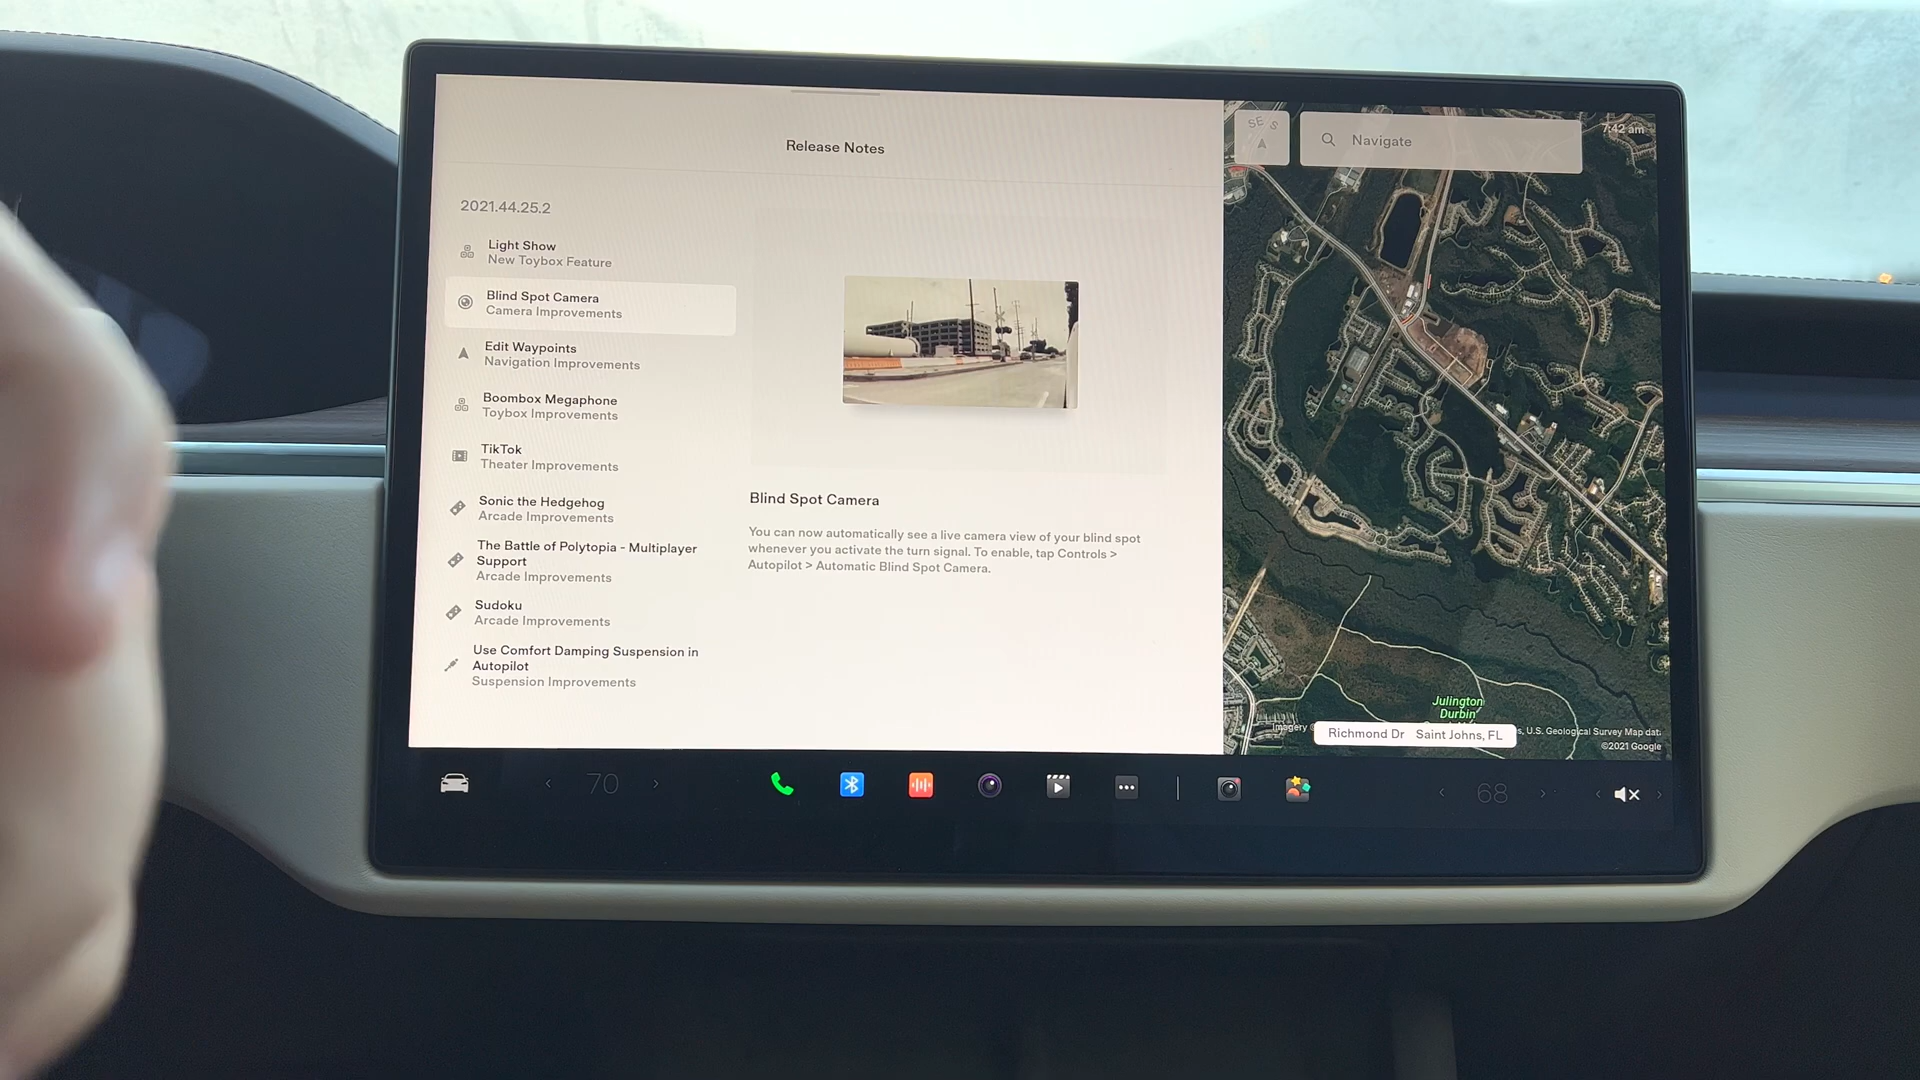 Release Notes
2021.44.25.2
Light Show
New Toybox Feature
Blind Spot Camera
Camera Improvements
Edit Waypoints
Navigation Improvements
Boombox Megaphone
Toybox Improvements
TikTok
Theater Improvements
Sonic the Hedgehog
Arcade Improvements
The Battle of Polytopia - Multiplayer
Support
Arcade Improvements
Sudoku
Arcade Improvements
Use Comfort Damping Suspension in
Autopilot
Suspension Improvements
Blind Spot Camera
You can now automatically see a live camera view of your blind spot
whenever you activate the turn signal. To enable, tap Controls >
Autopilot > Automatic Blind Spot Camera.
SE S
Navigate
7:42 am
Julington
Durbin
Imagery
Richmond Dr Saint Johns, FL
U.S. Geological Survey Map dat
©2021 Google
70
68